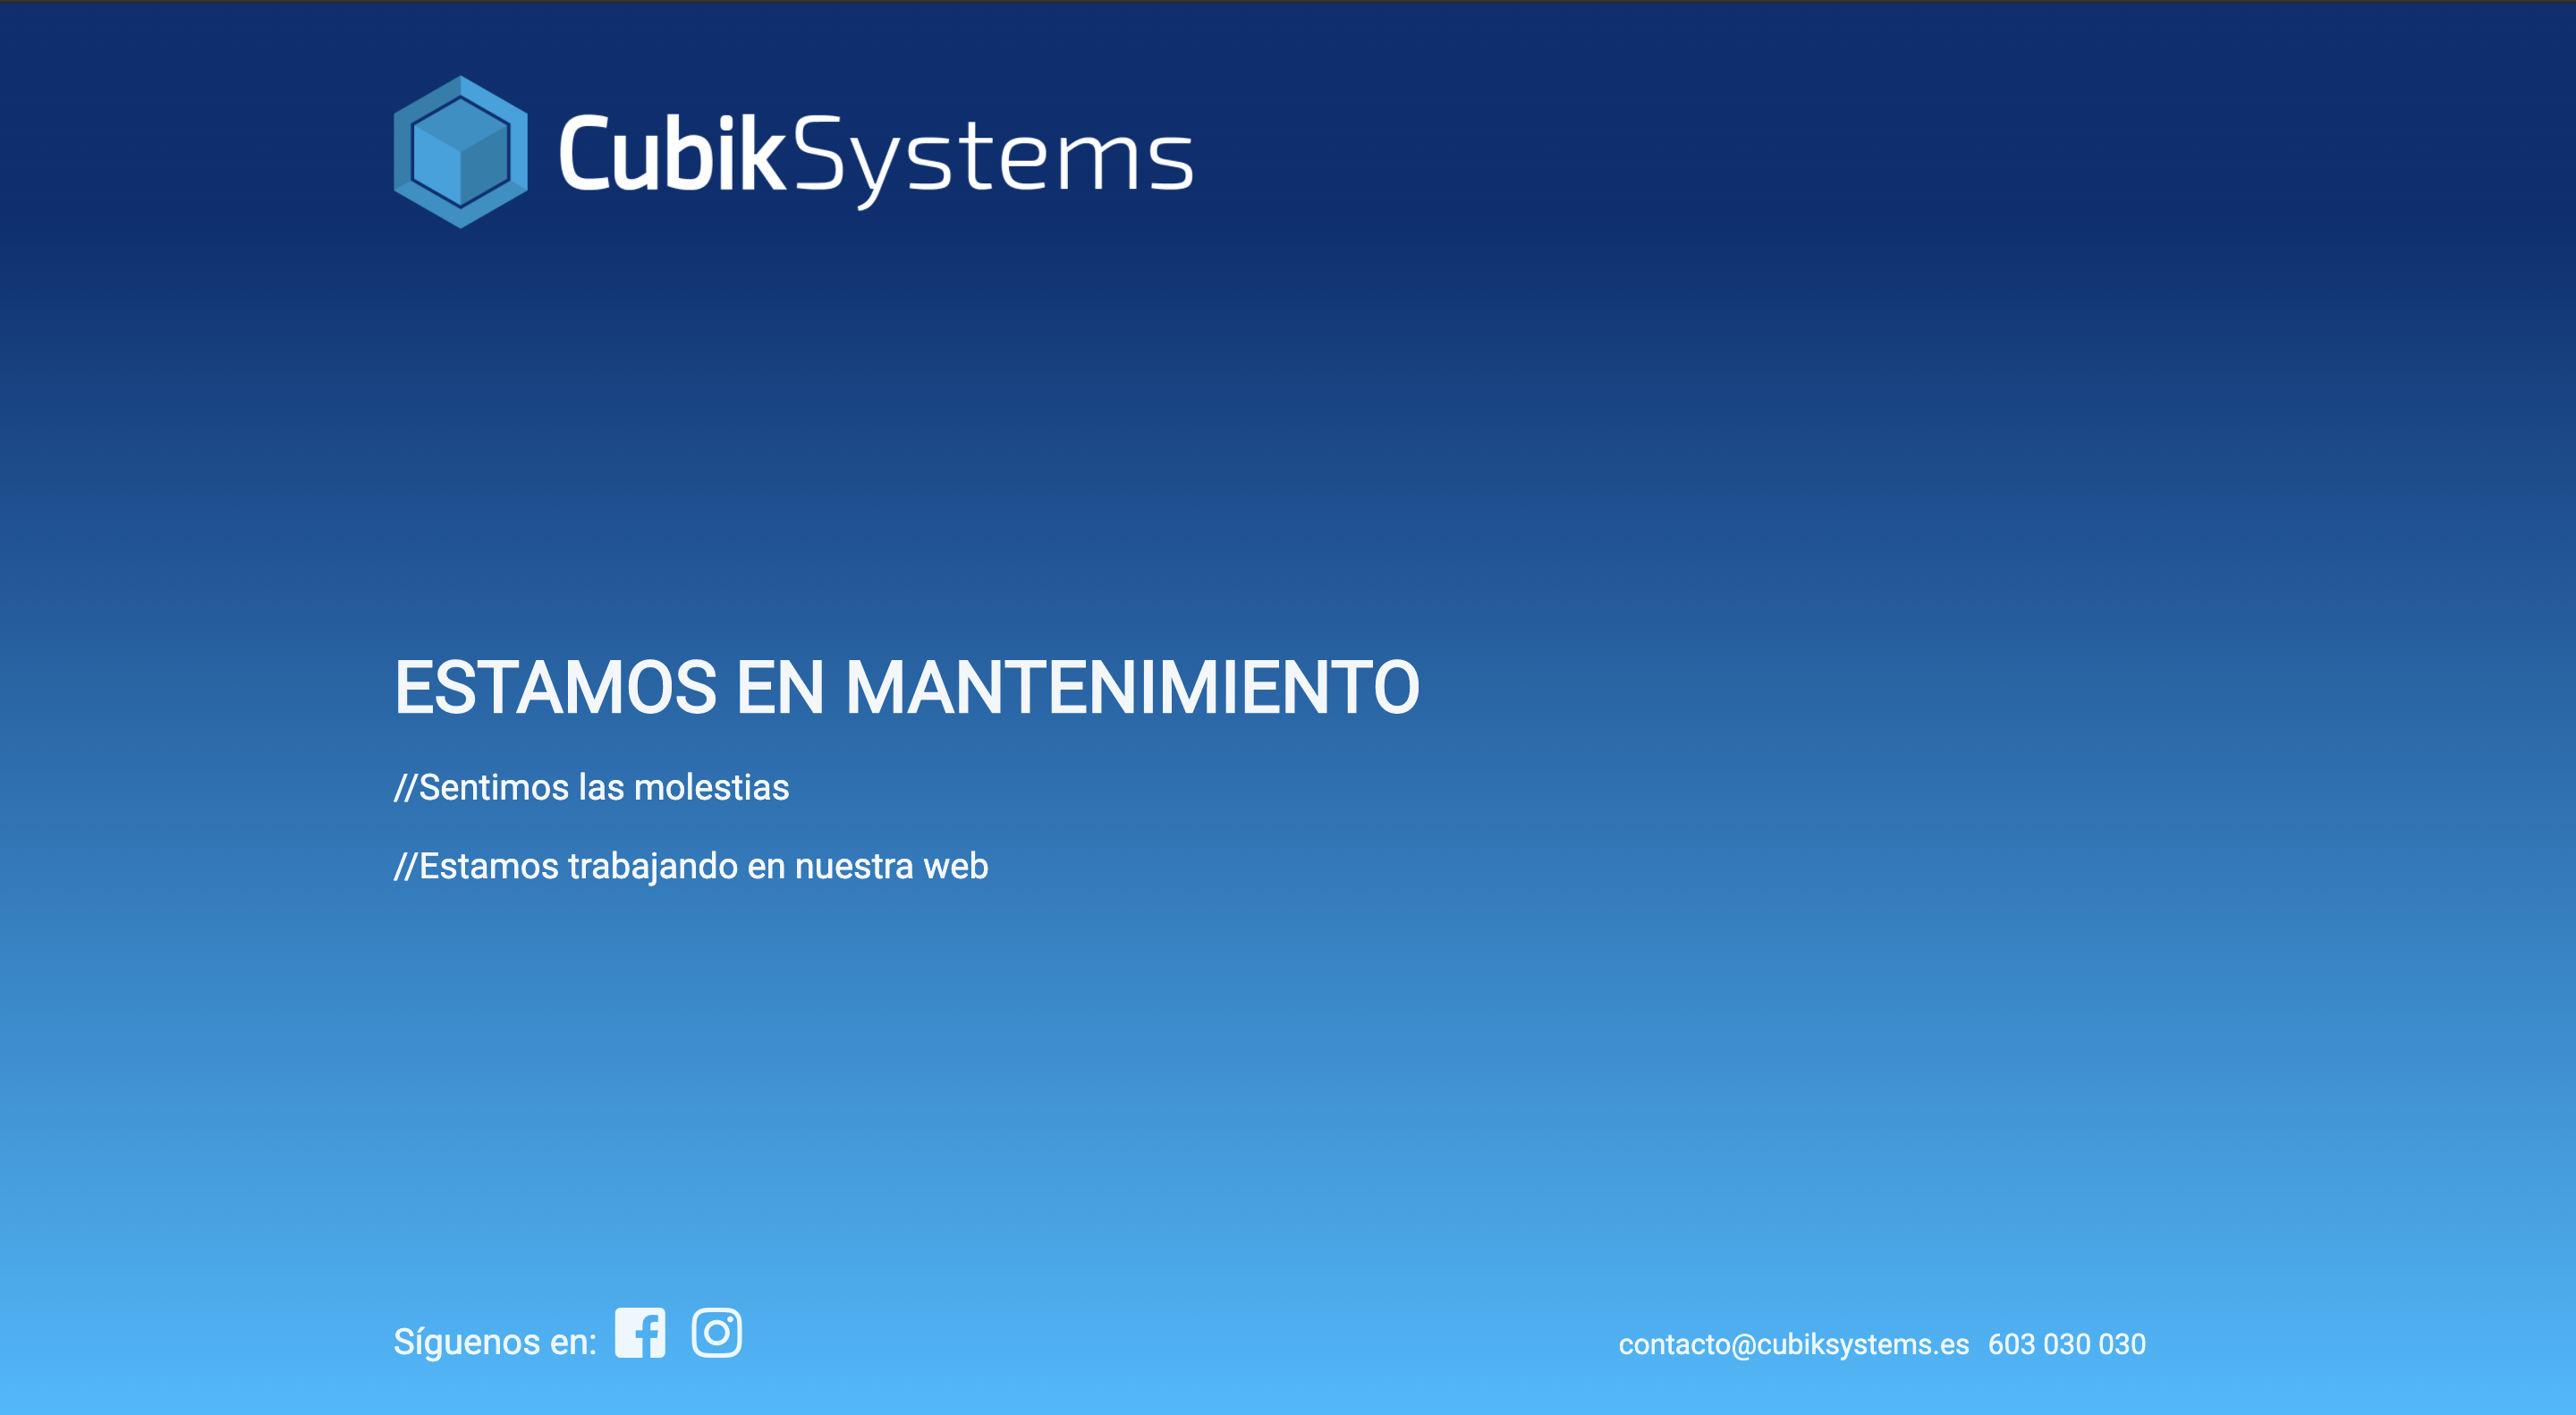 CubikSystems
ESTAMOS EN MANTENIMIENTO
//Sentimos las molestias
//Estamos trabajando en nuestra web
Síguenos en:
contacto@cubiksystems.es 603 030 030